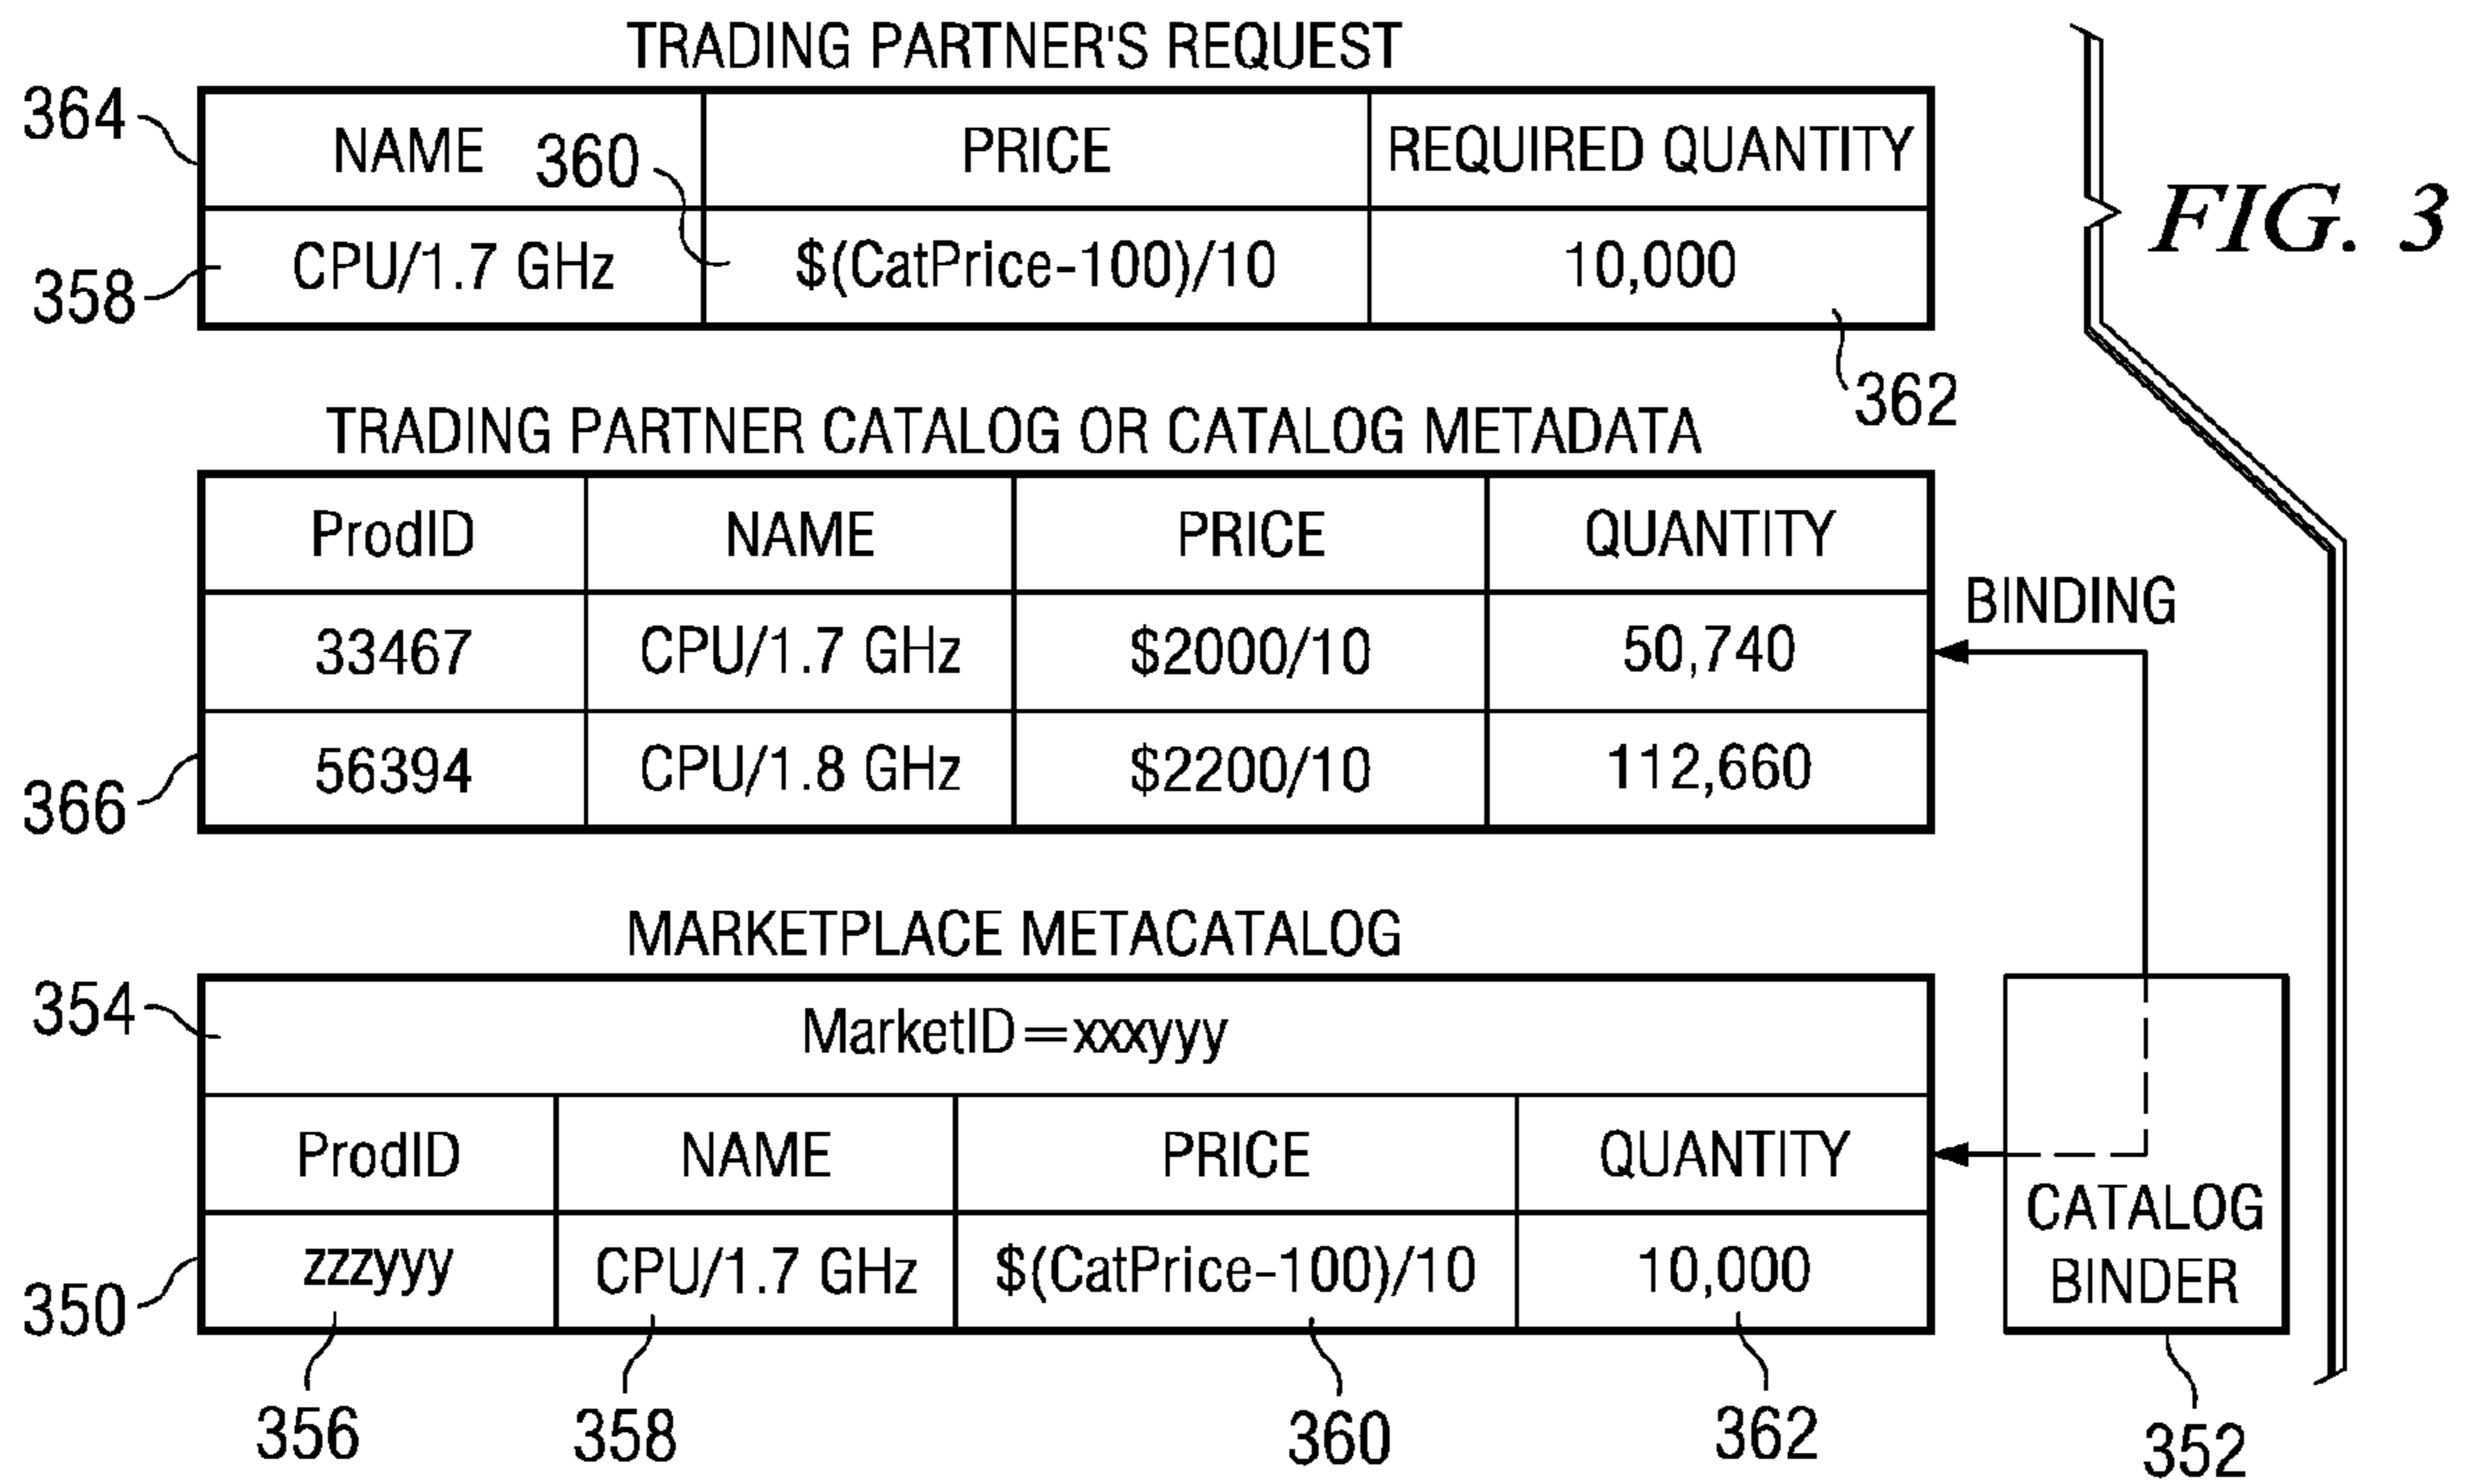 TRADING PARTNER'S REQUEST
364
NAME 360 PRICE REQUIRED QUANTITY
FIG. 3
358
CPU/1.7 GHz $(CatPrice-100)/10 10,000
362
TRADING PARTNER CATALOG OR CATALOG METADATA
ProdID NAME PRICE QUANTITY
BINDING
33467 CPU/1.7 GHz $2000/10 50,740
56394 CPU/1.8 GHz $2200/10 112,660
366
MARKETPLACE METACATALOG
354
MarketID=xxxyyy
ProdID NAME PRICE QUANTITY
CATALOG
BINDER
zzzyyy CPU/1.7 GHz $(CatPrice-100)/10 10,000
350
356 358 360 362 352